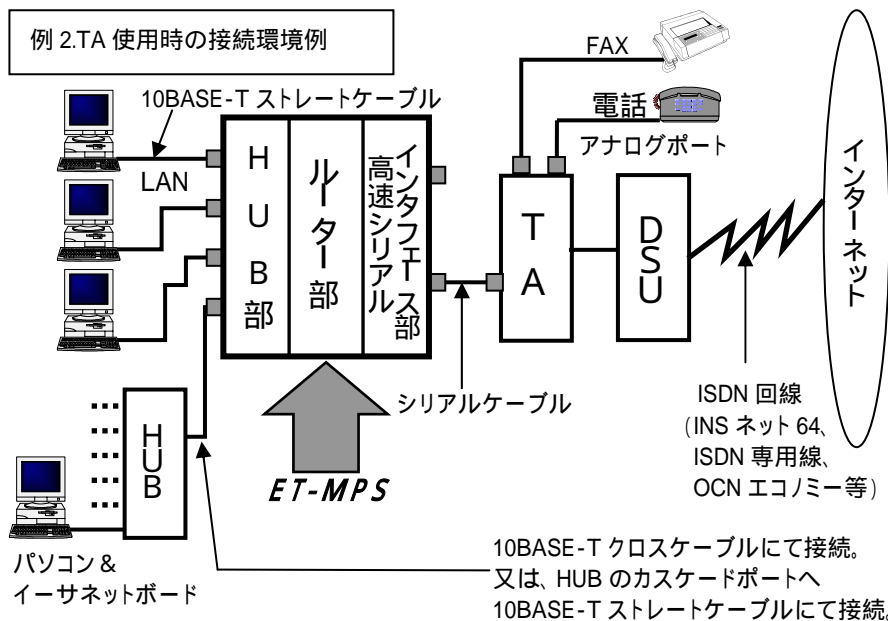 例 2.TA 使用時の接続環境例
FAX
電話
アナログポート
10BASE-T ストレートケーブル
LAN
HUB部
ルーター部
高速シリアル
インタフェース部
TA
DSU
インターネット
シリアルケーブル
ISDN 回線
(INS ネット 64、
ISDN 専用線、
OCN エコノミー等)
HUB
ET-MPS
パソコン &
イーサネットボード
10BASE-T クロスケーブルにて接続。
又は、HUB のカスケードポートへ
10BASE-T ストレートケーブルにて接続。